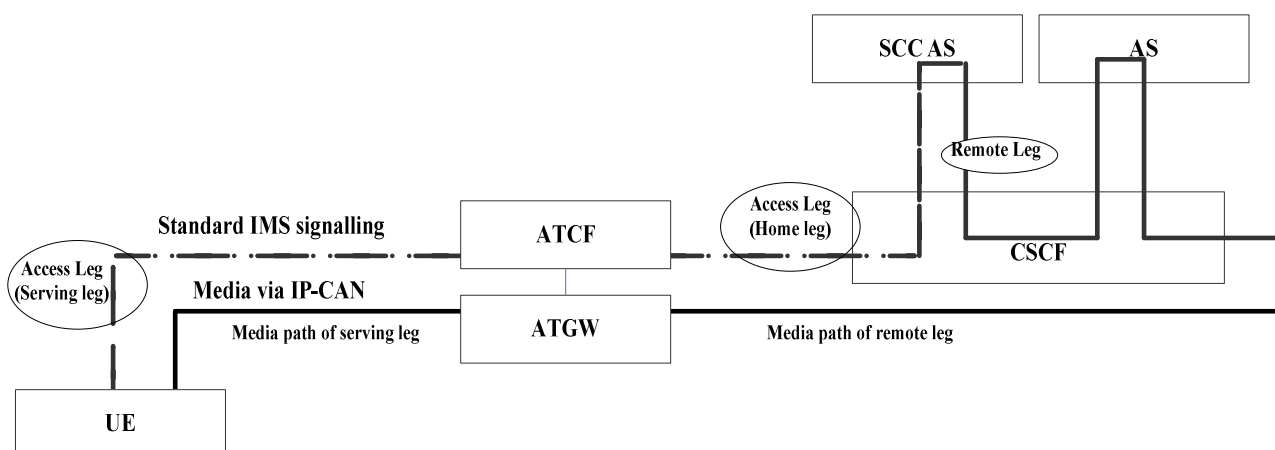 SCC AS
AS
Remote Leg
Access Leg
(Home leg)
Standard IMS signalling
ATCF
CSCF
Access Leg
(Serving leg)
Media via IP-CAN
Media path of serving leg
ATGW
Media path of remote leg
UE